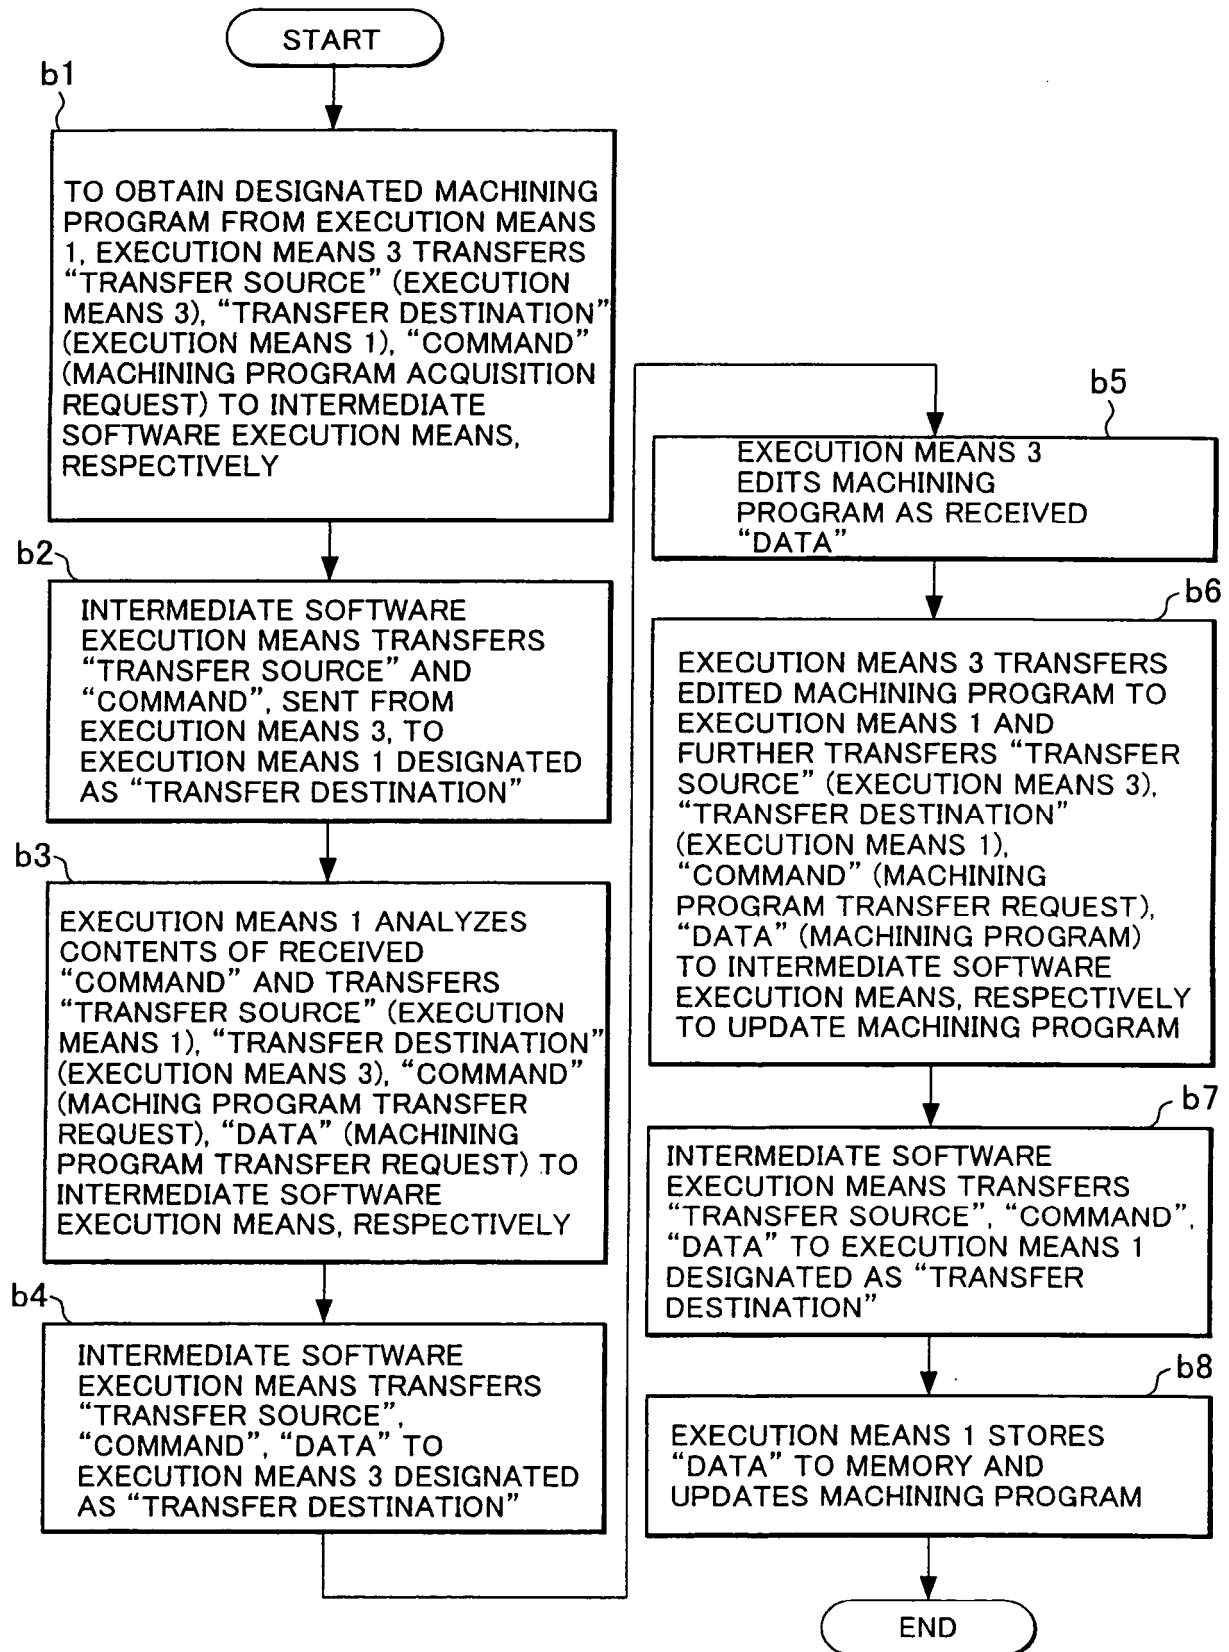 START
b1
TO OBTAIN DESIGNATED MACHINING
PROGRAM FROM EXECUTION MEANS
1, EXECUTION MEANS 3 TRANSFERS
“TRANSFER SOURCE” (EXECUTION
MEANS 3), “TRANSFER DESTINATION”
(EXECUTION MEANS 1), “COMMAND”
(MACHINING PROGRAM ACQUISITION
REQUEST) TO INTERMEDIATE
SOFTWARE EXECUTION MEANS,
RESPECTIVELY
b2
INTERMEDIATE SOFTWARE
EXECUTION MEANS TRANSFERS
“TRANSFER SOURCE” AND
“COMMAND”, SENT FROM
EXECUTION MEANS 3, TO
EXECUTION MEANS 1 DESIGNATED
AS “TRANSFER DESTINATION”
b3
EXECUTION MEANS 1 ANALYZES
CONTENTS OF RECEIVED
“COMMAND” AND TRANSFERS
“TRANSFER SOURCE” (EXECUTION
MEANS 1), “TRANSFER DESTINATION”
(EXECUTION MEANS 3), “COMMAND”
(MACHING PROGRAM TRANSFER
REQUEST), “DATA” (MACHINING
PROGRAM TRANSFER REQUEST) TO
INTERMEDIATE SOFTWARE
EXECUTION MEANS, RESPECTIVELY
b4
INTERMEDIATE SOFTWARE
EXECUTION MEANS TRANSFERS
“TRANSFER SOURCE”,
“COMMAND”, “DATA” TO
EXECUTION MEANS 3 DESIGNATED
AS “TRANSFER DESTINATION”
b5
EXECUTION MEANS 3
EDITS MACHINING
PROGRAM AS RECEIVED
“DATA”
b6
EXECUTION MEANS 3 TRANSFERS
EDITED MACHINING PROGRAM TO
EXECUTION MEANS 1 AND
FURTHER TRANSFERS “TRANSFER
SOURCE” (EXECUTION MEANS 3),
“TRANSFER DESTINATION”
(EXECUTION MEANS 1),
“COMMAND” (MACHINING
PROGRAM TRANSFER REQUEST),
“DATA” (MACHINING PROGRAM)
TO INTERMEDIATE SOFTWARE
EXECUTION MEANS, RESPECTIVELY
TO UPDATE MACHINING PROGRAM
b7
INTERMEDIATE SOFTWARE
EXECUTION MEANS TRANSFERS
“TRANSFER SOURCE”, “COMMAND”,
“DATA” TO EXECUTION MEANS 1
DESIGNATED AS “TRANSFER
DESTINATION”
b8
EXECUTION MEANS 1 STORES
“DATA” TO MEMORY AND
UPDATES MACHINING PROGRAM
END